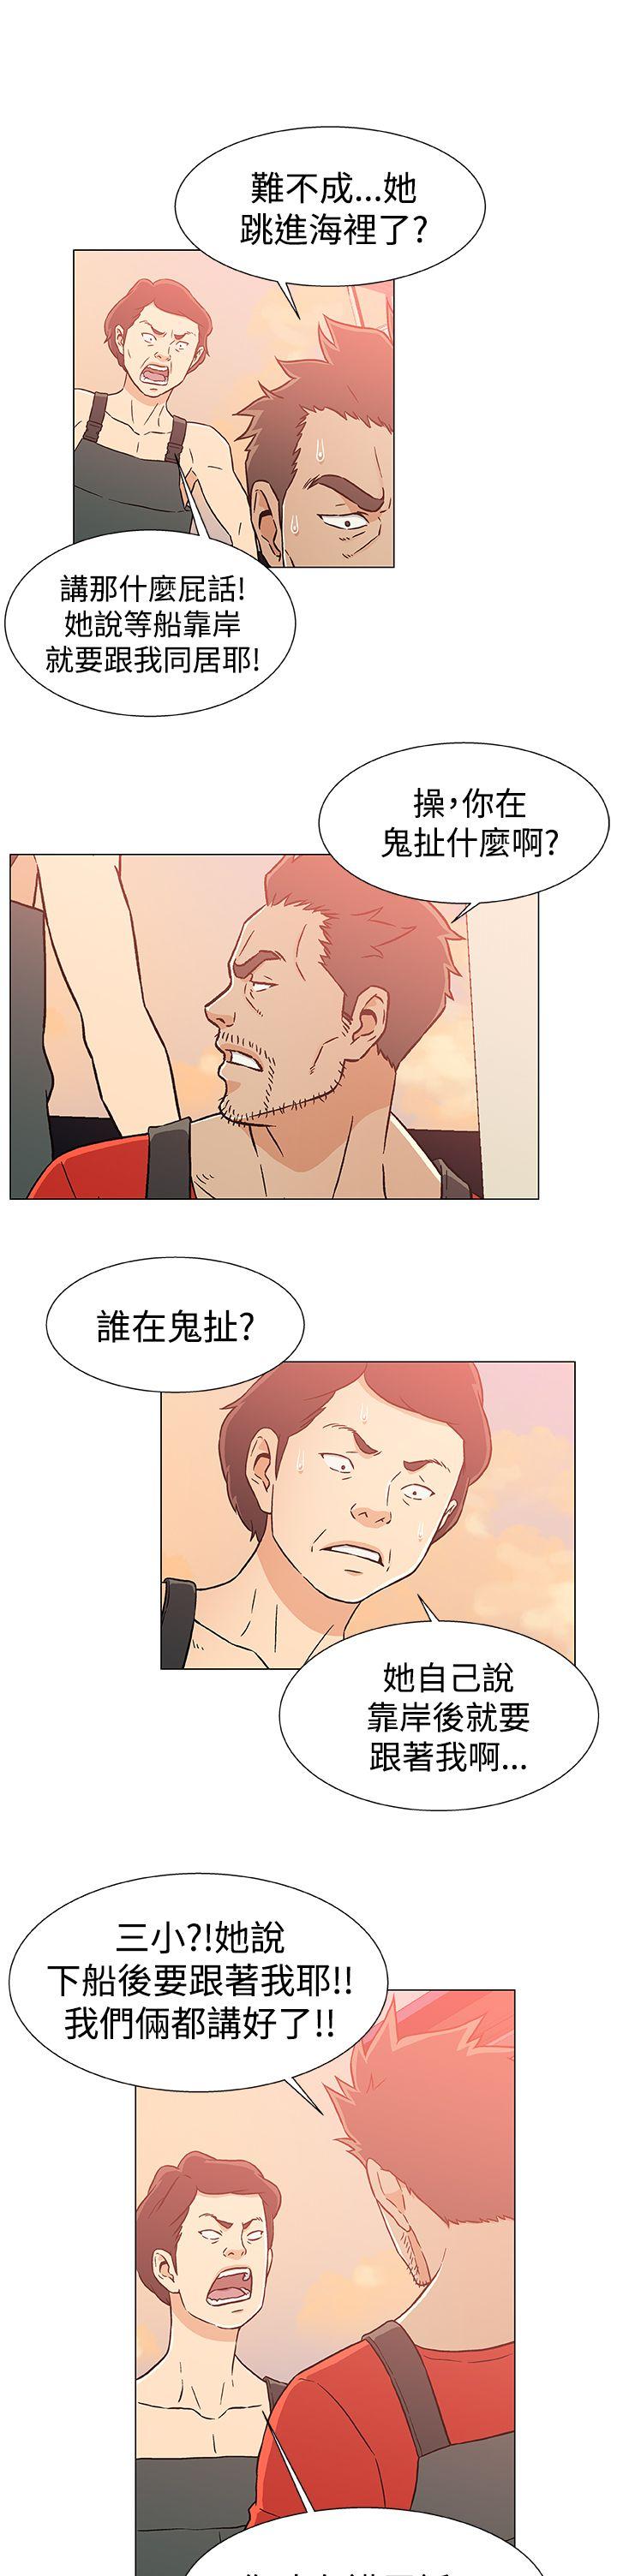 難不成...她
跳進海裡了?
講那什麼屁話!
她說等船靠岸
就要跟我同居耶!
操,你在
鬼扯什麼啊?
誰在鬼扯?
她自己說
靠岸後就要
跟著我啊...
三小?!她說
下船後要跟著我耶!!
我們倆都講好了!!